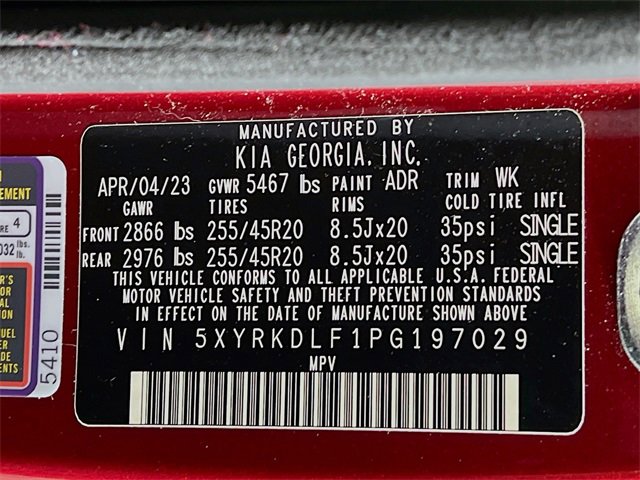 MANUFACTURED BY
KIA GEORGIA, INC.
APR/04/23 GVWR 5467 lbs PAINT ADR TRIM WK
GAWR TIRES RIMS COLD TIRE INFL
FRONT 2866 lbs 255/45R20 8.5Jx20 35psi SINGLE
REAR 2976 lbs 255/45R20 8.5Jx20 35psi SINGLE
THIS VEHICLE CONFORMS TO ALL APPLICABLE U.S.A. FEDERAL
MOTOR VEHICLE SAFETY AND THEFT PREVENTION STANDARDS
IN EFFECT ON THE DATE OF MANUFACTURE SHOWN ABOVE.
VIN 5XYRKDLF1PG197029
MPV
4
lbs.
lb.
5410